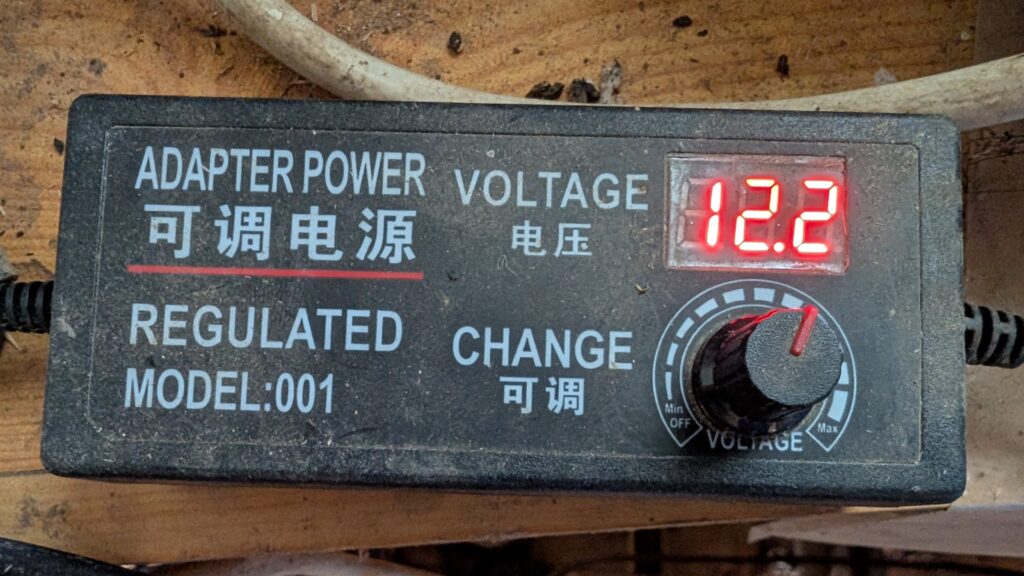 ADAPTER POWER
可调电源
REGULATED
MODEL:001
VOLTAGE
电压
12.2
CHANGE
可调
Min
OFF
VOLTAGE
Max